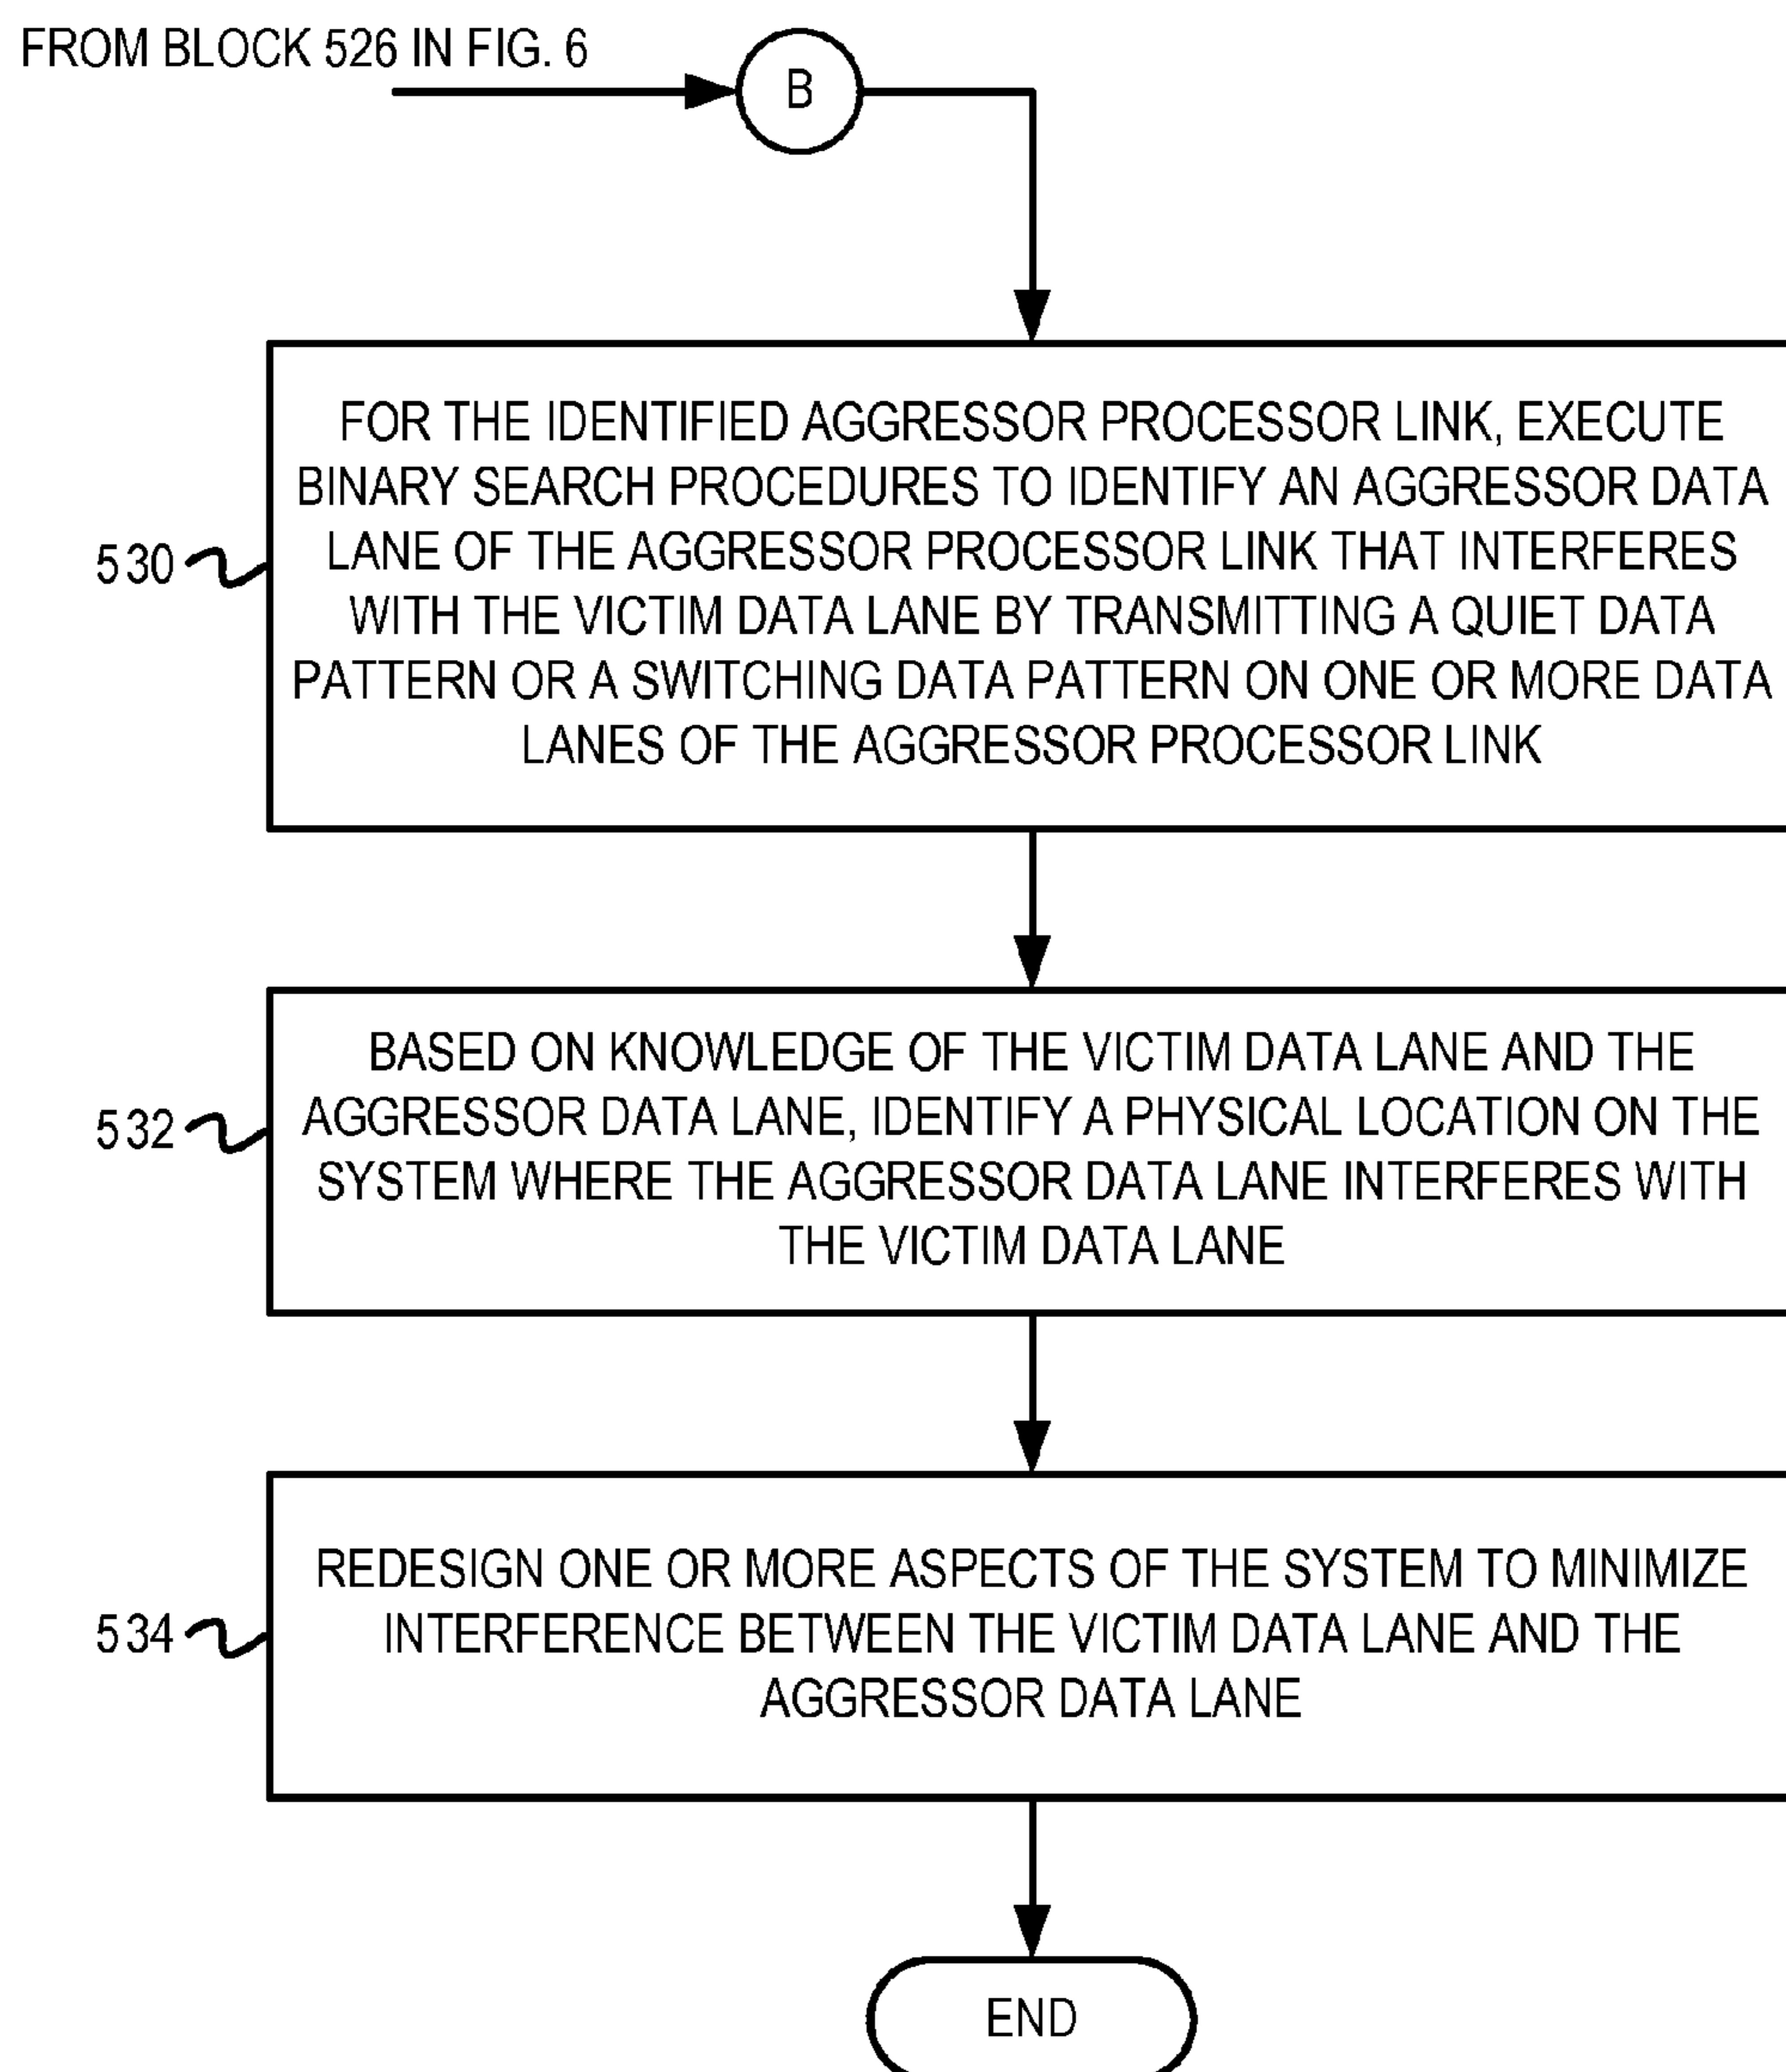 FROM BLOCK 526 IN FIG. 6
B
FOR THE IDENTIFIED AGGRESSOR PROCESSOR LINK, EXECUTE
BINARY SEARCH PROCEDURES TO IDENTIFY AN AGGRESSOR DATA
LANE OF THE AGGRESSOR PROCESSOR LINK THAT INTERFERES
WITH THE VICTIM DATA LANE BY TRANSMITTING A QUIET DATA
PATTERN OR A SWITCHING DATA PATTERN ON ONE OR MORE DATA
LANES OF THE AGGRESSOR PROCESSOR LINK
530
BASED ON KNOWLEDGE OF THE VICTIM DATA LANE AND THE
AGGRESSOR DATA LANE, IDENTIFY A PHYSICAL LOCATION ON THE
SYSTEM WHERE THE AGGRESSOR DATA LANE INTERFERES WITH
THE VICTIM DATA LANE
532
REDESIGN ONE OR MORE ASPECTS OF THE SYSTEM TO MINIMIZE
INTERFERENCE BETWEEN THE VICTIM DATA LANE AND THE
AGGRESSOR DATA LANE
534
END